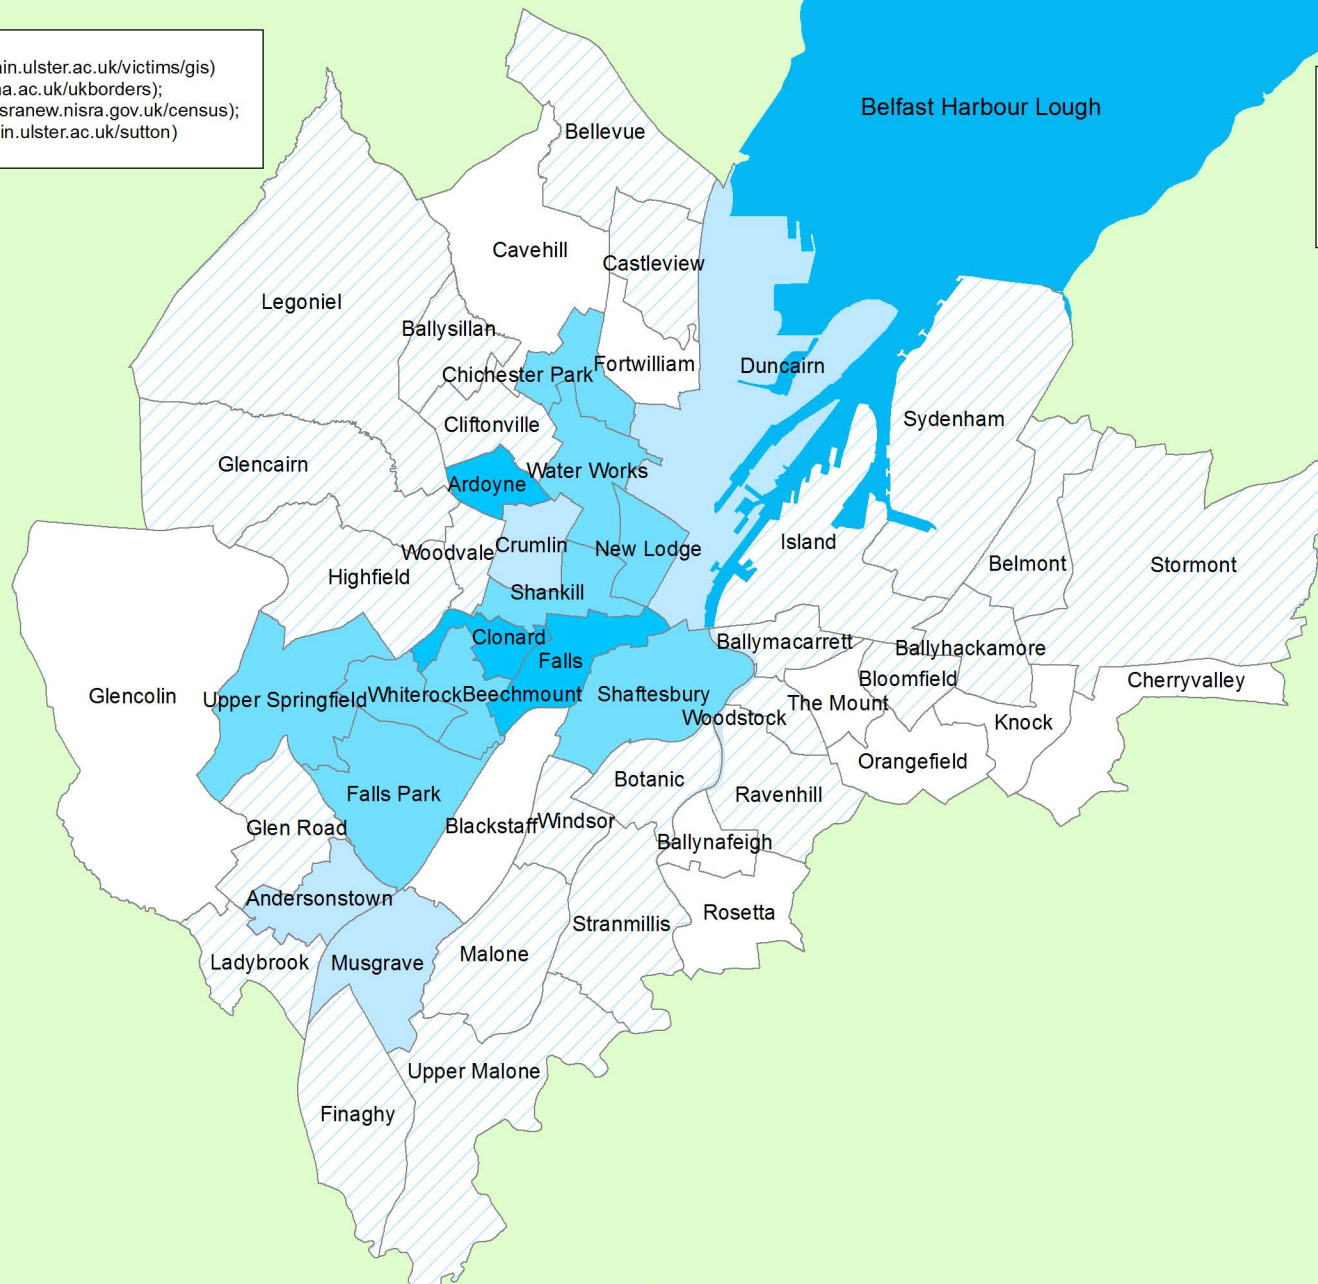 ain.ulster.ac.uk/victims/gis)
na.ac.uk/ukborders);
sranew.nisra.gov.uk/census);
in.ulster.ac.uk/sutton)
Belfast Harbour Lough
Bellevue
Cavehill
Castleview
Legoniel
Ballysillan
Chichester Park
Fortwilliam
Duncairn
Sydenham
Cliftonville
Glencairn
Water Works
Ardoyne
Woodvale
Crumlin
New Lodge
Island
Belmont
Stormont
Highfield
Shankill
Clonard
Falls
Ballymacarrett
Ballyhackamore
Glencolin
Upper Springfield
Whiterock
Beechmount
Shaftesbury
Bloomfield
Cherryvalley
Woodstock
The Mount
Knock
Orangefield
Botanic
Ravenhill
Falls Park
Glen Road
Blackstaff
Windsor
Ballynafeigh
Andersonstown
Stranmillis
Rosetta
Ladybrook
Musgrave
Malone
Upper Malone
Finaghy